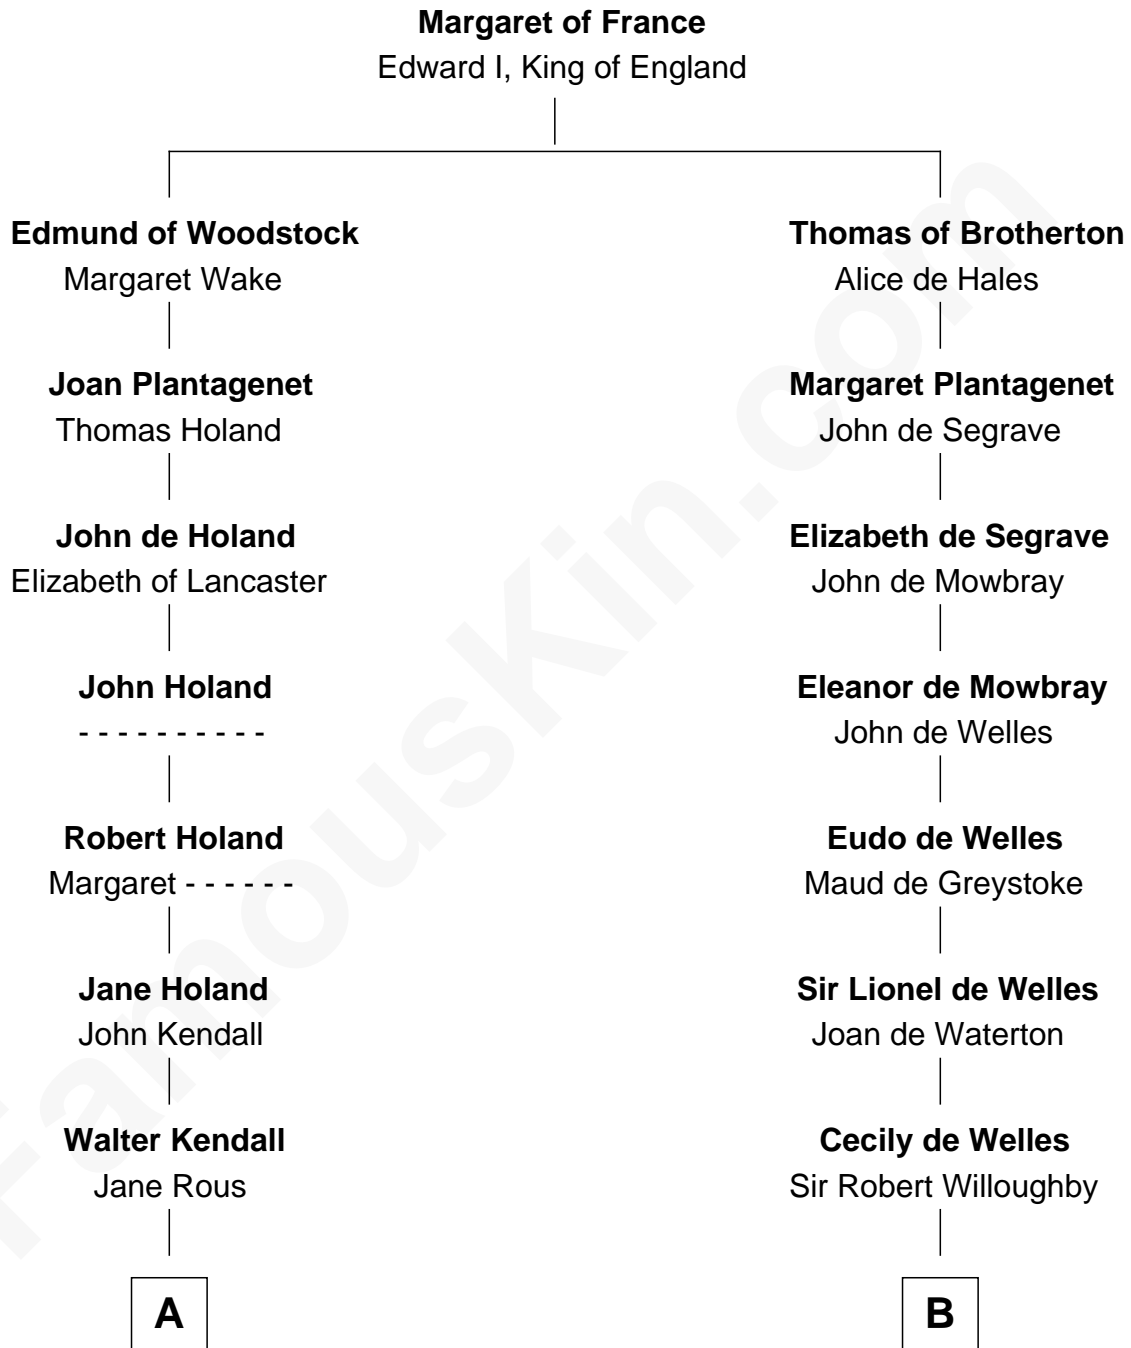 Margaret of France
Edward I, King of England
Edmund of Woodstock
Margaret Wake
Thomas of Brotherton
Alice de Hales
Joan Plantagenet
Thomas Holand
Margaret Plantagenet
John de Segrave
John de Holand
Elizabeth of Lancaster
Elizabeth de Segrave
John de Mowbray
John Holand
- - - - - - - - - -
Eleanor de Mowbray
John de Welles
Robert Holand
Margaret - - - - - -
Eudo de Welles
Maud de Greystoke
Jane Holand
John Kendall
Sir Lionel de Welles
Joan de Waterton
Walter Kendall
Jane Rous
Cecily de Welles
Sir Robert Willoughby
A
B
FamousKin.com